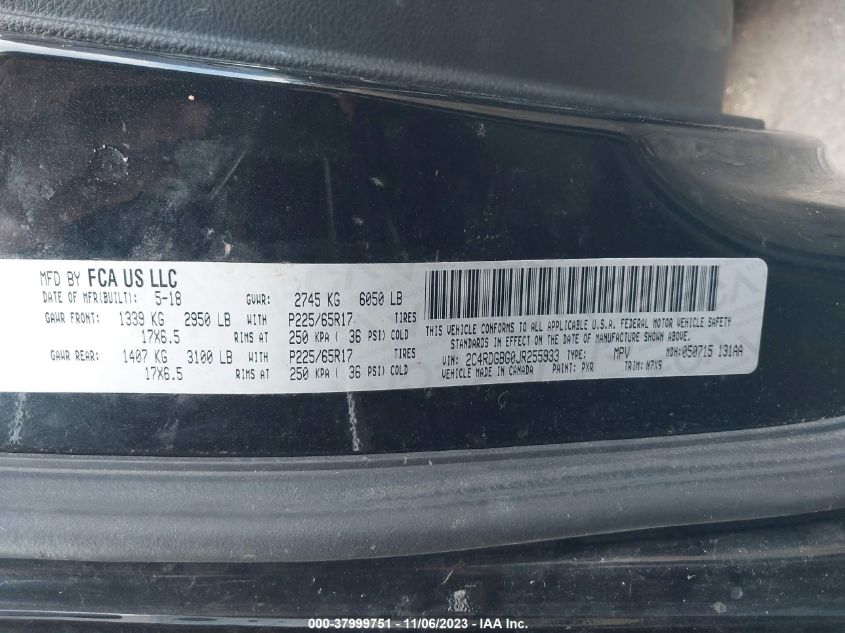 MFD BY FCA US LLC
DATE OF MFR(BUILT): 5-18 GVWR: 2745 KG 6050 LB
GAWR FRONT: 1339 KG 2950 LB WITH P225/65R17 TIRES
17X6.5 RIMS AT 250 KPA ( 36 PSI) COLD
GAWR REAR: 1407 KG 3100 LB WITH P225/65R17 TIRES
17X6.5 RIMS AT 250 KPA ( 36 PSI) COLD
THIS VEHICLE CONFORMS TO ALL APPLICABLE U.S.A. FEDERAL MOTOR VEHICLE SAFETY
STANDARDS IN EFFECT ON THE DATE OF MANUFACTURE SHOWN ABOVE.
VIN: 2C4RDGBG0JR255933 TYPE: MPV MDH: 050715 131AA
VEHICLE MADE IN CANADA PAINT: PXR TRIM: N7X9
000-37999751 - 11/06/2023 - IAA Inc.